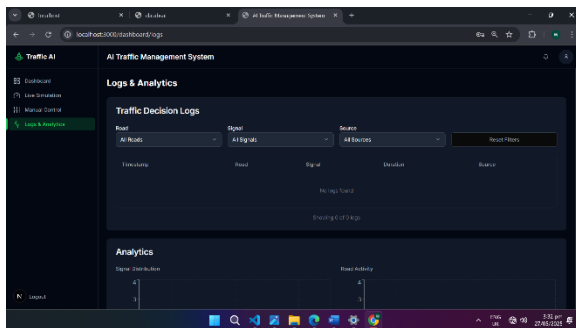 localhost
AI Traffic Management System
localhost:3000/dashboard/logs
Traffic AI
AI Traffic Management System
Dashboard
Live Simulation
Manual Control
Logs & Analytics
Logs & Analytics
Traffic Decision Logs
Road
Signal
Source
All Roads
All Signals
All Sources
Reset Filters
Timestamp
Road
Signal
Duration
Source
No logs found
Showing 0 of 0 logs
Analytics
Signal Distribution
Road Activity
4
4
3
3
N
Logout
ENG
UK
3:32 pm
27/05/2025